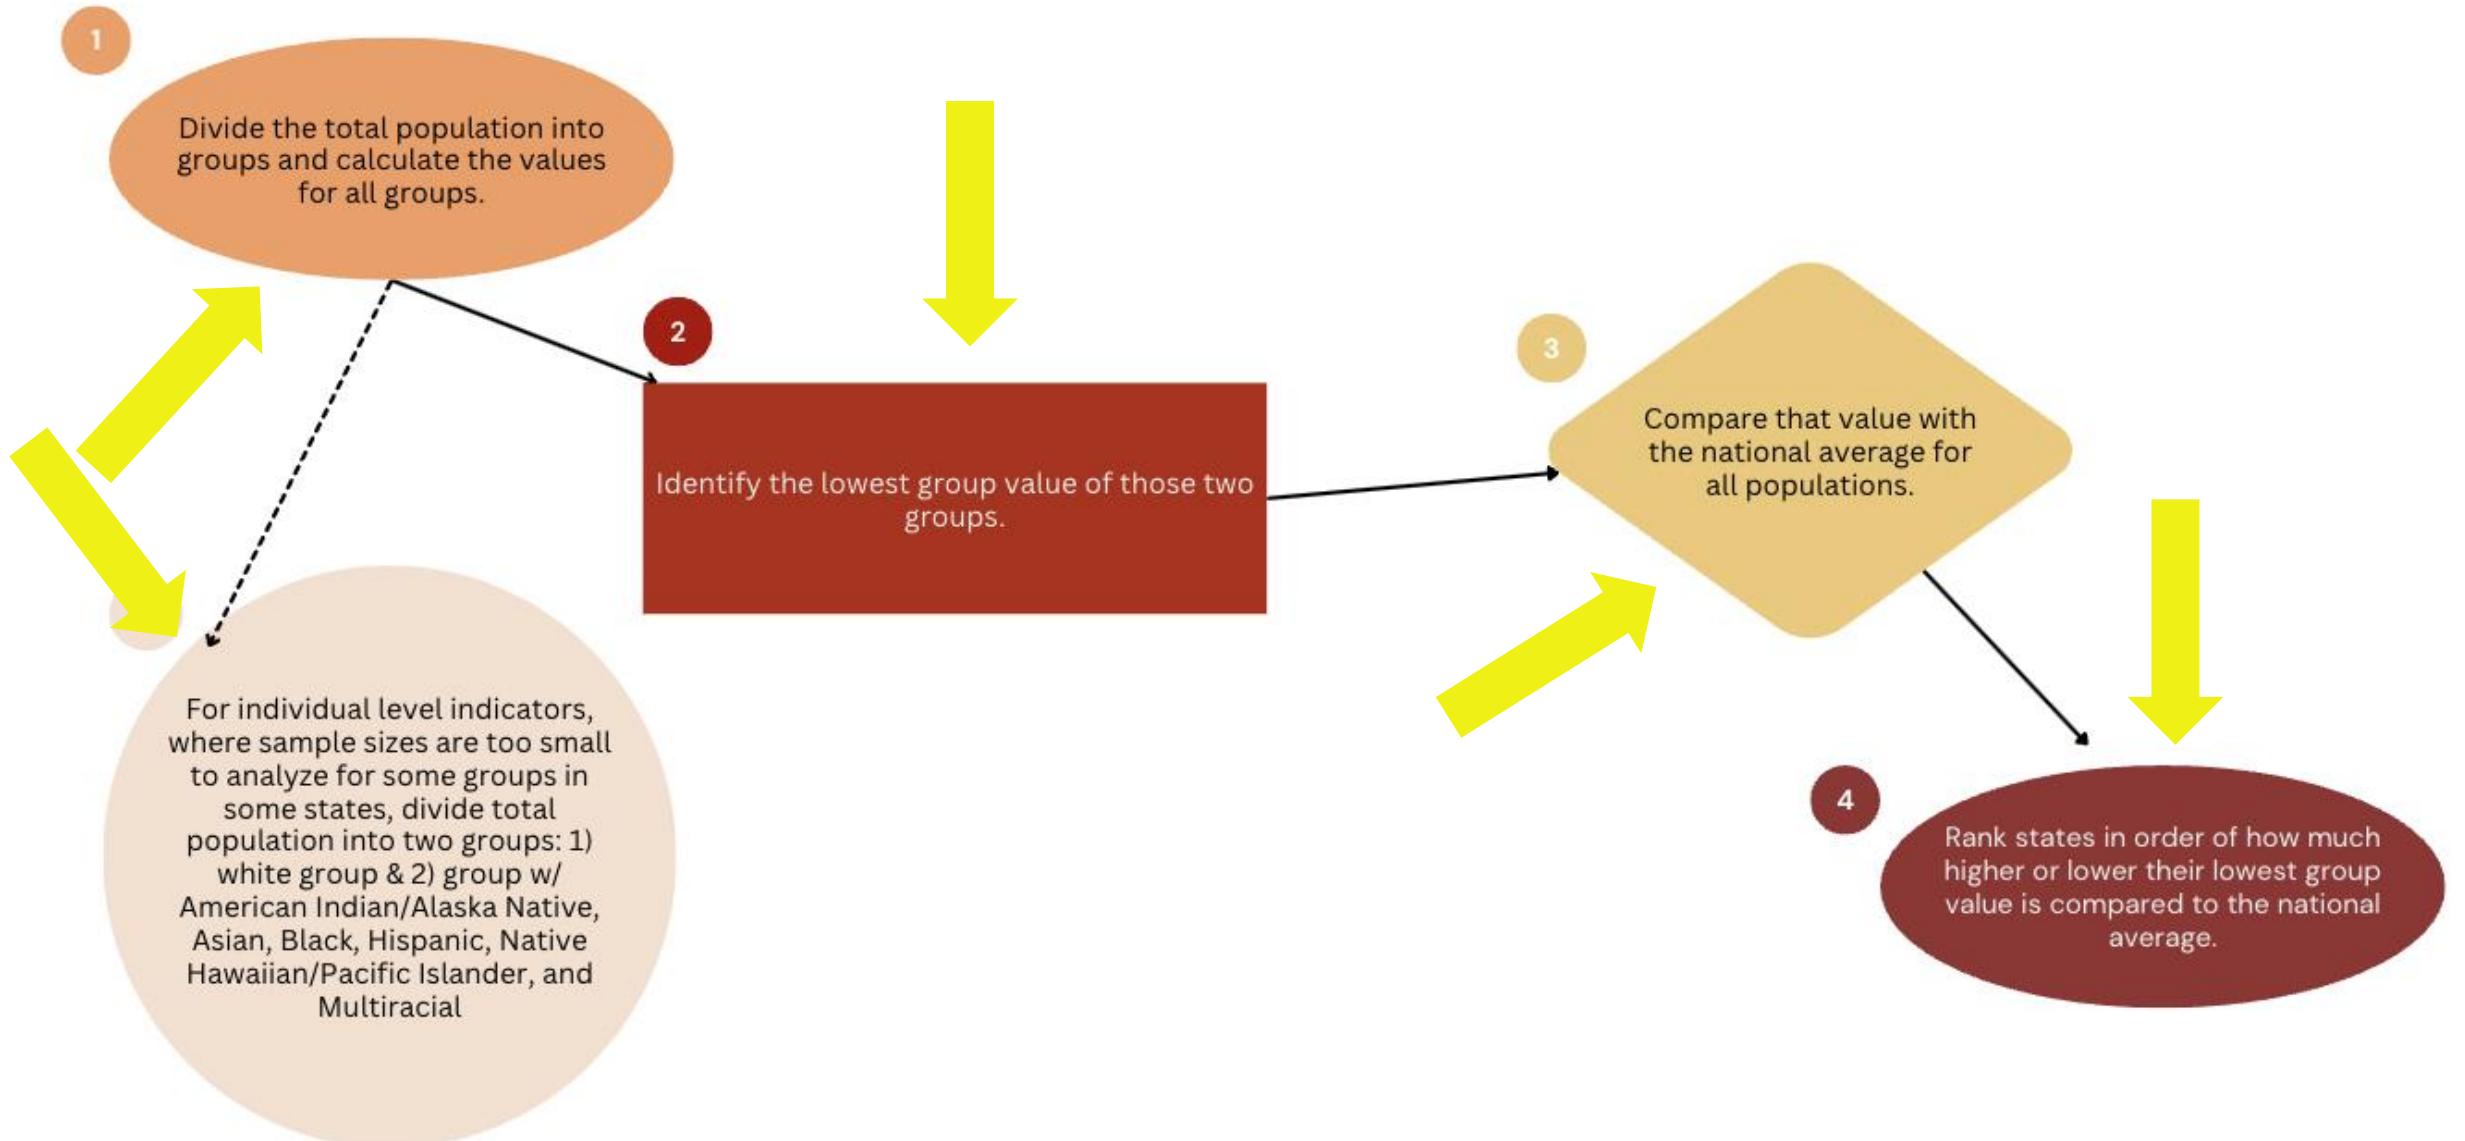 1
Divide the total population into
groups and calculate the values
for all groups.
2
Identify the lowest group value of those two
groups.
3
Compare that value with
the national average for
all populations.
4
Rank states in order of how much
higher or lower their lowest group
value is compared to the national
average.
For individual level indicators,
where sample sizes are too small
to analyze for some groups in
some states, divide total
population into two groups: 1)
white group & 2) group w/
American Indian/Alaska Native,
Asian, Black, Hispanic, Native
Hawaiian/Pacific Islander, and
Multiracial